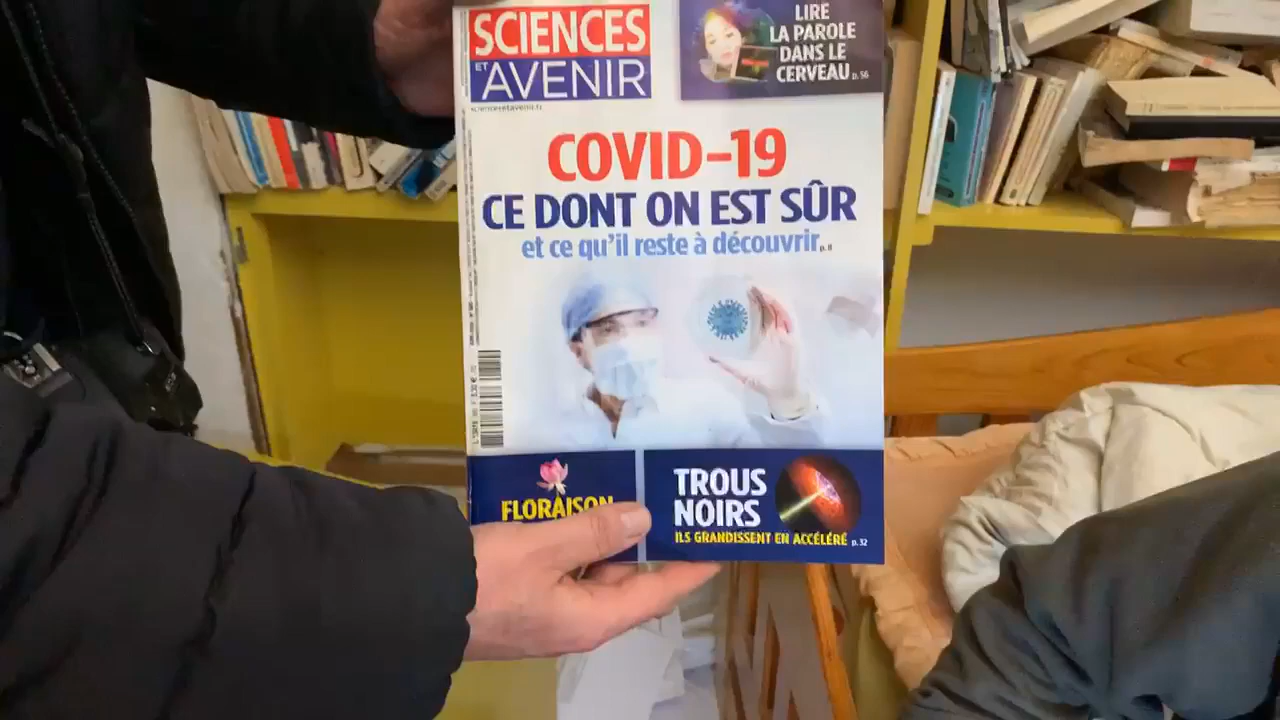 SCIENCES
ET
AVENIR
sciencesetavenir.fr
LIRE
LA PAROLE
DANS LE
CERVEAU p. 56
COVID-19
CE DONT ON EST SÛR
et ce qu'il reste à découvrir p. 8
FLORAISON
TROUS
NOIRS
ILS GRANDISSENT EN ACCÉLÉRÉ p. 32